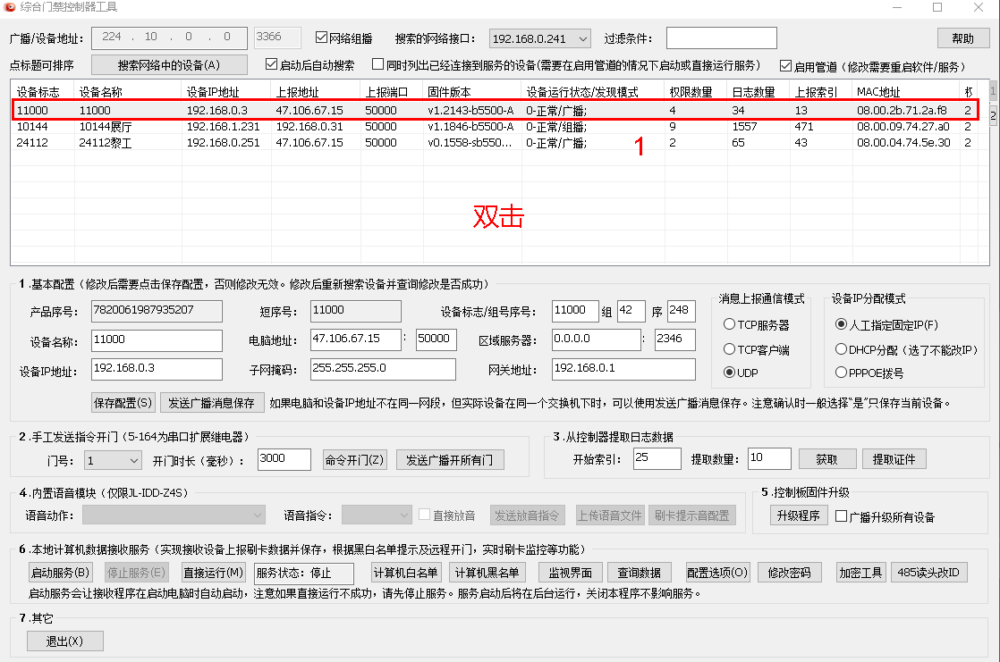 综合门禁控制器工具
广播/设备地址: 224 . 10 . 0 . 0 3366 网络组播 搜索的网络接口: 192.168.0.241 过滤条件: 帮助
点标题可排序 搜索网络中的设备(A) 启动后自动搜索 同时列出已经连接到服务的设备(需要在启用管道的情况下启动或直接运行服务) 启用管道（修改需要重启软件/服务）
设备标志 设备名称 设备IP地址 上报地址 上报端口 固件版本 设备运行状态/发现模式 权限数量 日志数量 上报索引 MAC地址 权 1
11000 11000 192.168.0.3 47.106.67.15 50000 v1.2143-b5500-A 0-正常/广播; 4 34 13 08.00.2b.71.2a.f8 2 2
10144 10144展厅 192.168.1.231 192.168.0.31 50000 v1.1846-b5500-A 0-正常/组播; 9 1557 471 08.00.09.74.27.a0 2
24112 24112黎工 192.168.0.251 47.106.67.15 50000 v0.1558-sb550... 0-正常/广播; 2 65 43 08.00.04.74.5e.30 2
1
双击
1.基本配置（修改后需要点击保存配置，否则修改无效。修改后重新搜索设备并查询修改是否成功）
产品序号: 7820061987935207 短序号: 11000 设备标志/组号序号: 11000 组 42 序 248 消息上报通信模式 设备IP分配模式
TCP服务器 人工指定固定IP(F)
设备名称: 11000 电脑地址: 47.106.67.15 : 50000 区域服务器: 0.0.0.0 : 2346 TCP客户端 DHCP分配（选了不能改IP）
设备IP地址: 192.168.0.3 子网掩码: 255.255.255.0 网关地址: 192.168.0.1 UDP PPPOE拨号
保存配置(S) 发送广播消息保存 如果电脑和设备IP地址不在同一网段，但实际设备在同一个交换机下时，可以使用发送广播消息保存。注意确认时一般选择"是"只保存当前设备。
2.手工发送指令开门（5-164为串口扩展继电器） 3.从控制器提取日志数据
门号: 1 开门时长（毫秒）: 3000 命令开门(Z) 发送广播开所有门 开始索引: 25 提取数量: 10 获取 提取证件
4.内置语音模块（仅限JL-IDD-Z4S） 5.控制板固件升级
语音动作: 语音指令: 直接放音 发送放音指令 上传语音文件 刷卡提示音配置 升级程序 广播升级所有设备
6.本地计算机数据接收服务（实现接收设备上报刷卡数据并保存，根据黑白名单提示及远程开门，实时刷卡监控等功能）
启动服务(B) 停止服务(E) 直接运行(M) 服务状态: 停止 计算机白名单 计算机黑名单 监视界面 查询数据 配置选项(O) 修改密码 加密工具 485读头改ID
启动服务会让接收程序在启动电脑时自动启动，注意如果直接运行不成功，请先停止服务。服务启动后将在后台运行，关闭本程序不影响服务。
7.其它
退出(X)